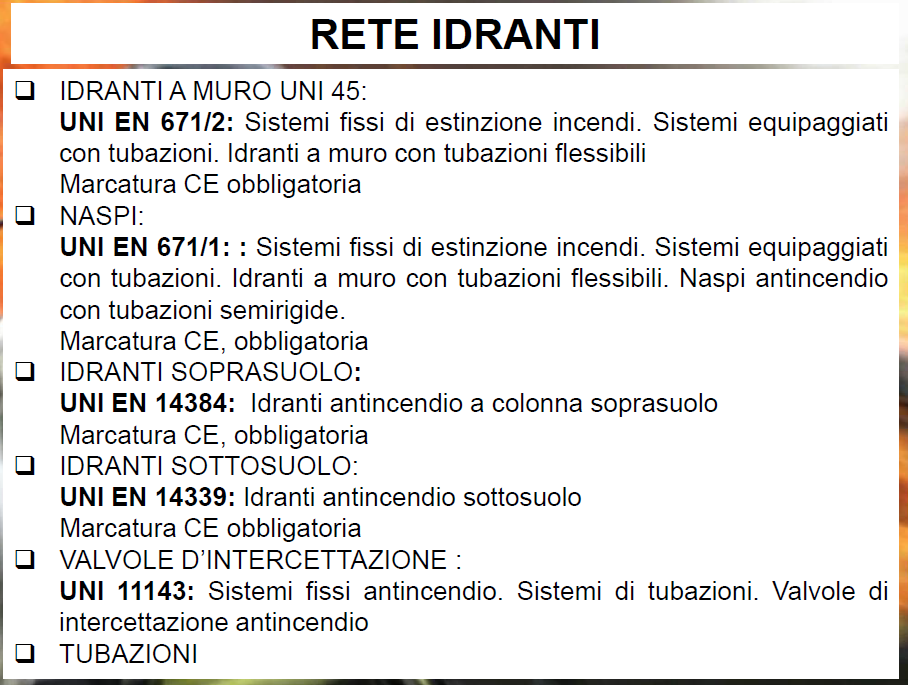 RETE IDRANTI
❑ IDRANTI A MURO UNI 45:
UNI EN 671/2: Sistemi fissi di estinzione incendi. Sistemi equipaggiati
con tubazioni. Idranti a muro con tubazioni flessibili
Marcatura CE obbligatoria
❑ NASPI:
UNI EN 671/1: : Sistemi fissi di estinzione incendi. Sistemi equipaggiati
con tubazioni. Idranti a muro con tubazioni flessibili. Naspi antincendio
con tubazioni semirigide.
Marcatura CE, obbligatoria
❑ IDRANTI SOPRASUOLO:
UNI EN 14384: Idranti antincendio a colonna soprasuolo
Marcatura CE, obbligatoria
❑ IDRANTI SOTTOSUOLO:
UNI EN 14339: Idranti antincendio sottosuolo
Marcatura CE obbligatoria
❑ VALVOLE D’INTERCETTAZIONE :
UNI 11143: Sistemi fissi antincendio. Sistemi di tubazioni. Valvole di
intercettazione antincendio
❑ TUBAZIONI